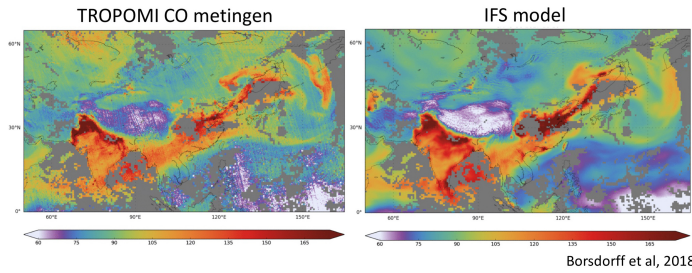 TROPOMI CO metingen
IFS model
60°N
30°N
0°
60°E 90°E 120°E 150°E
60 75 90 105 120 135 150 165
60°N
30°N
0°
60°E 90°E 120°E 150°E
60 75 90 105 120 135 150 165
Borsdorff et al, 2018